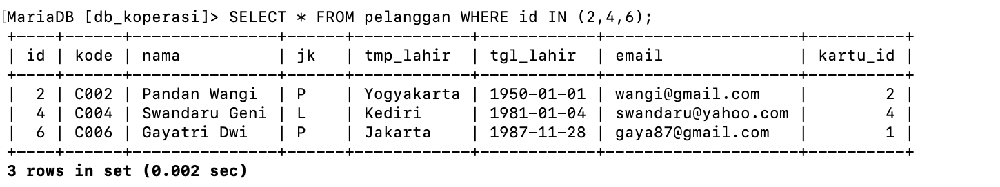 MariaDB [db_koperasi]> SELECT * FROM pelanggan WHERE id IN (2,4,6);
+----+------+---------------+------+------------+------------+--------------------+----------+
| id | kode | nama          | jk   | tmp_lahir  | tgl_lahir  | email              | kartu_id |
+----+------+---------------+------+------------+------------+--------------------+----------+
|  2 | C002 | Pandan Wangi  | P    | Yogyakarta | 1950-01-01 | wangi@gmail.com    |        2 |
|  4 | C004 | Swandaru Geni | L    | Kediri     | 1981-01-04 | swandaru@yahoo.com |        4 |
|  6 | C006 | Gayatri Dwi   | P    | Jakarta    | 1987-11-28 | gaya87@gmail.com   |        1 |
+----+------+---------------+------+------------+------------+--------------------+----------+
3 rows in set (0.002 sec)